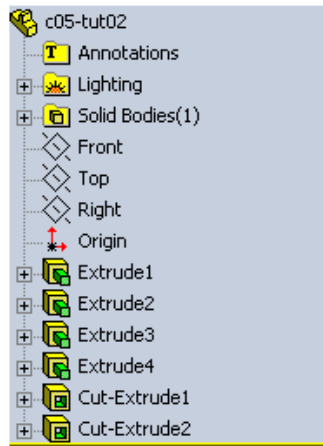 c05-tut02
Annotations
Lighting
Solid Bodies(1)
Front
Top
Right
Origin
Extrude1
Extrude2
Extrude3
Extrude4
Cut-Extrude1
Cut-Extrude2